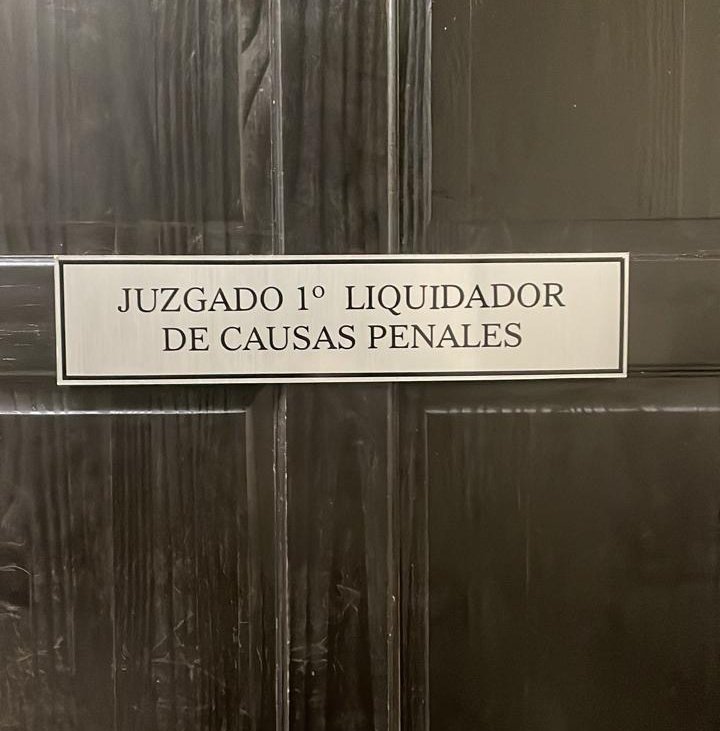 JUZGADO 1º LIQUIDADOR
DE CAUSAS PENALES